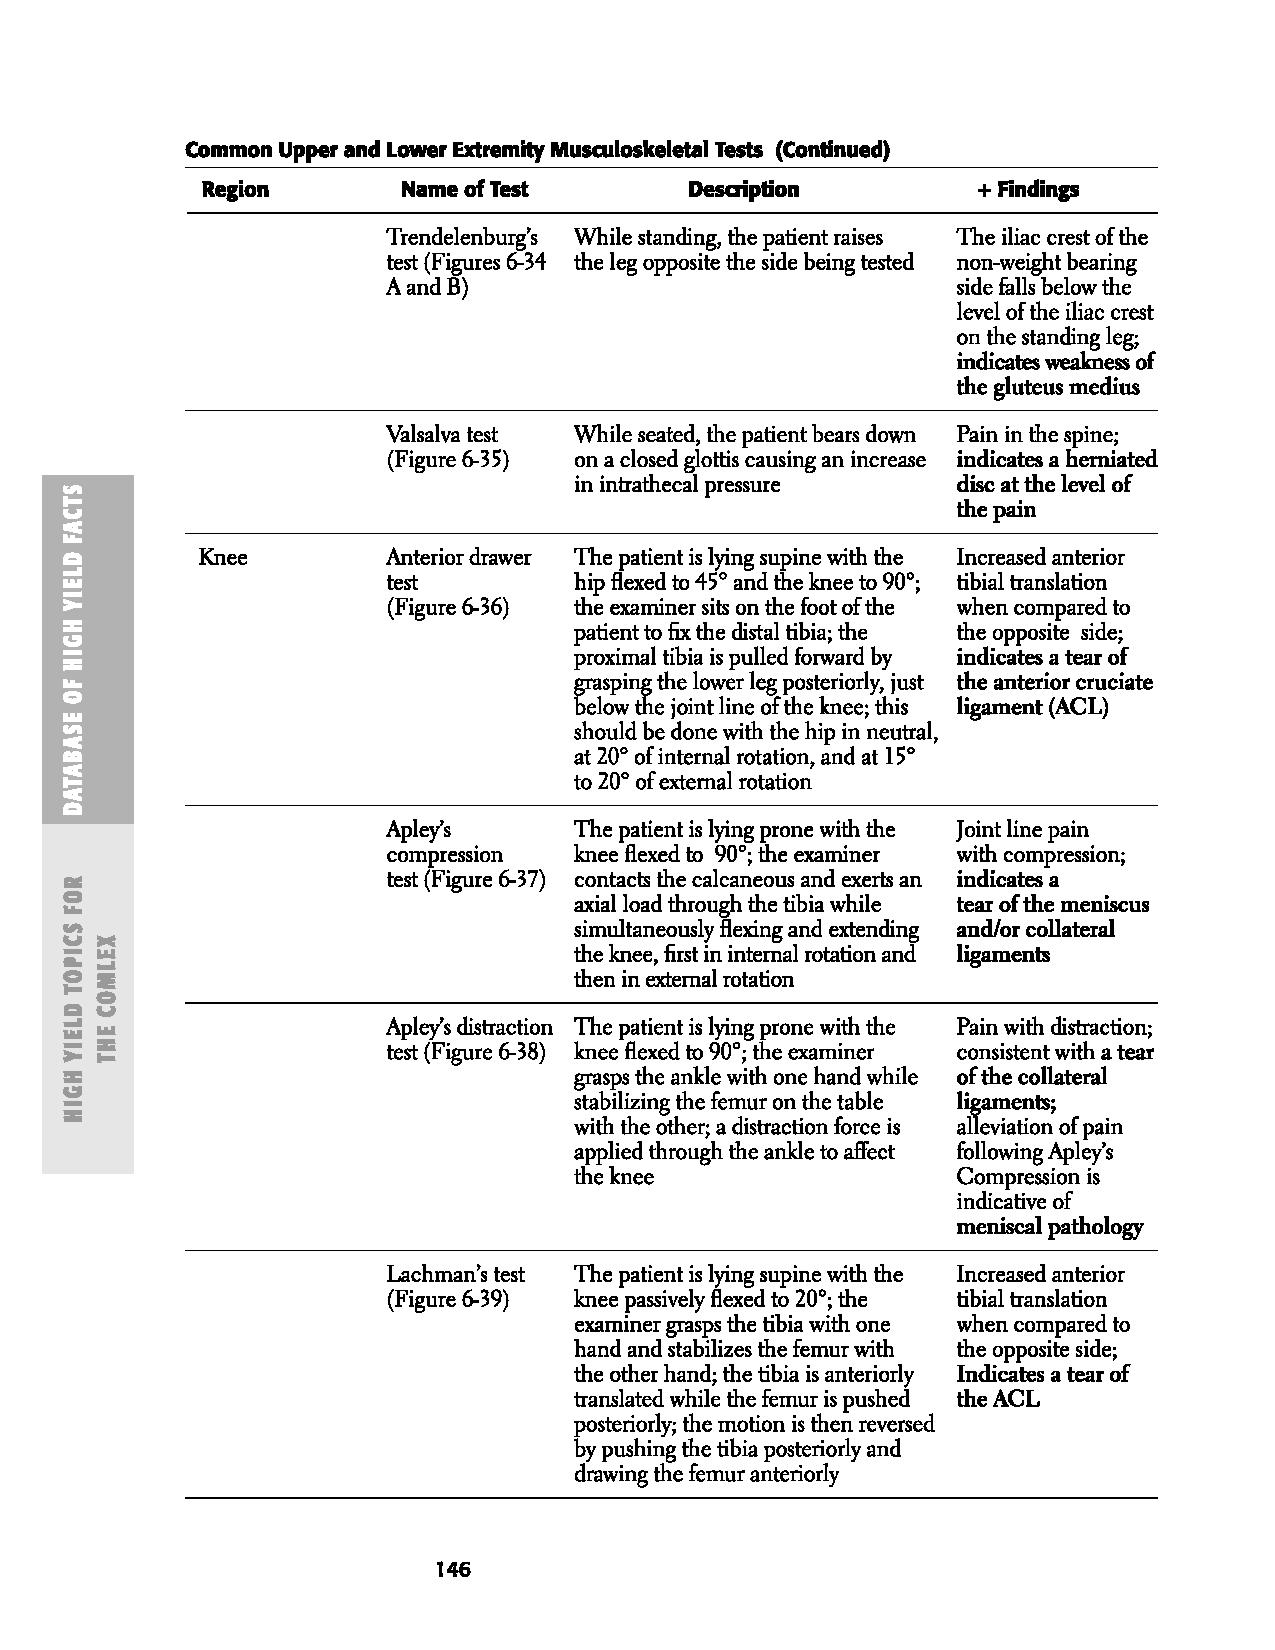 Common Upper and Lower Extremity Musculoskeletal Tests (Continued)
Region Name of Test Description + Findings
Trendelenburg's While standing, the patient raises The iliac crest of the
test (Figures 6-34 the leg opposite the side being tested non-weight bearing
A and B) side falls below the
level of the iliac crest
on the standing leg;
indicates weakness of
the gluteus medius
Valsalva test While seated, the patient bears down Pain in the spine;
(Figure 6-35) on a closed glottis causing an increase indicates a herniated
in intrathecal pressure disc at the level of
the pain
Knee Anterior drawer The patient is lying supine with the Increased anterior
test hip flexed to 45° and the knee to 90°; tibial translation
(Figure 6-36) the examiner sits on the foot of the when compared to
patient to fix the distal tibia; the the opposite side;
proximal tibia is pulled forward by indicates a tear of
grasping the lower leg posteriorly, just the anterior cruciate
below the joint line of the knee; this ligament (ACL)
should be done with the hip in neutral,
at 20° of internal rotation, and at 15°
to 20° of external rotation
Apley's The patient is lying prone with the Joint line pain
compression knee flexed to 90°; the examiner with compression;
test (Figure 6-37) contacts the calcaneous and exerts an indicates a
axial load through the tibia while tear of the meniscus
simultaneously flexing and extending and/or collateral
the knee, first in internal rotation and ligaments
then in external rotation
Apley's distraction The patient is lying prone with the Pain with distraction;
test (Figure 6-38) knee flexed to 90°; the examiner consistent with a tear
grasps the ankle with one hand while of the collateral
stabilizing the femur on the table ligaments;
with the other; a distraction force is alleviation of pain
applied through the ankle to affect following Apley's
the knee Compression is
indicative of
meniscal pathology
Lachman's test The patient is lying supine with the Increased anterior
(Figure 6-39) knee passively flexed to 20°; the tibial translation
examiner grasps the tibia with one when compared to
hand and stabilizes the femur with the opposite side;
the other hand; the tibia is anteriorly Indicates a tear of
translated while the femur is pushed the ACL
posteriorly; the motion is then reversed
by pushing the tibia posteriorly and
drawing the femur anteriorly
146
DATABASE OF HIGH YIELD FACTS
HIGH YIELD TOPICS FOR
THE COMLEX